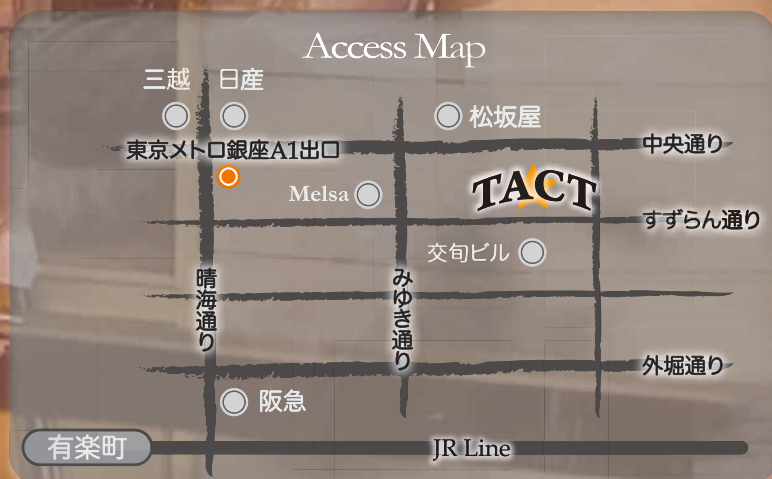 Access Map
三越
日産
松坂屋
東京メトロ銀座A1出口
中央通り
Melsa
TACT
すずらん通り
交旬ビル
晴海通り
みゆき通り
外堀通り
阪急
有楽町
JR Line